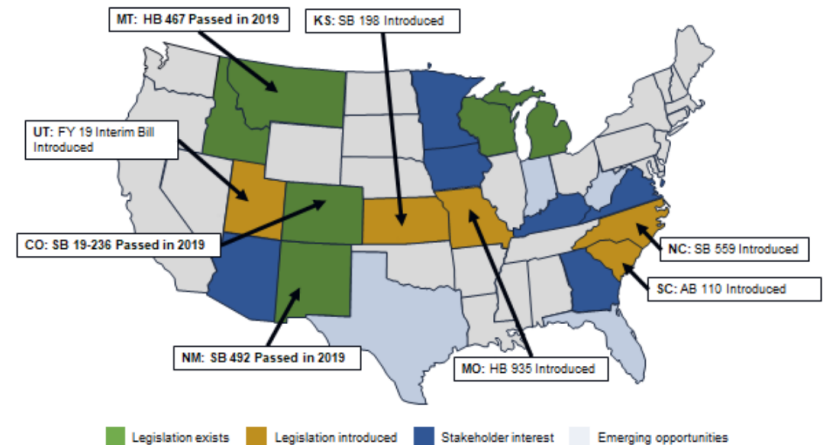 MT: HB 467 Passed in 2019
KS: SB 198 Introduced
UT: FY 19 Interim Bill
Introduced
CO: SB 19-236 Passed in 2019
NC: SB 559 Introduced
SC: AB 110 Introduced
NM: SB 492 Passed in 2019
MO: HB 935 Introduced
Legislation exists
Legislation introduced
Stakeholder interest
Emerging opportunities